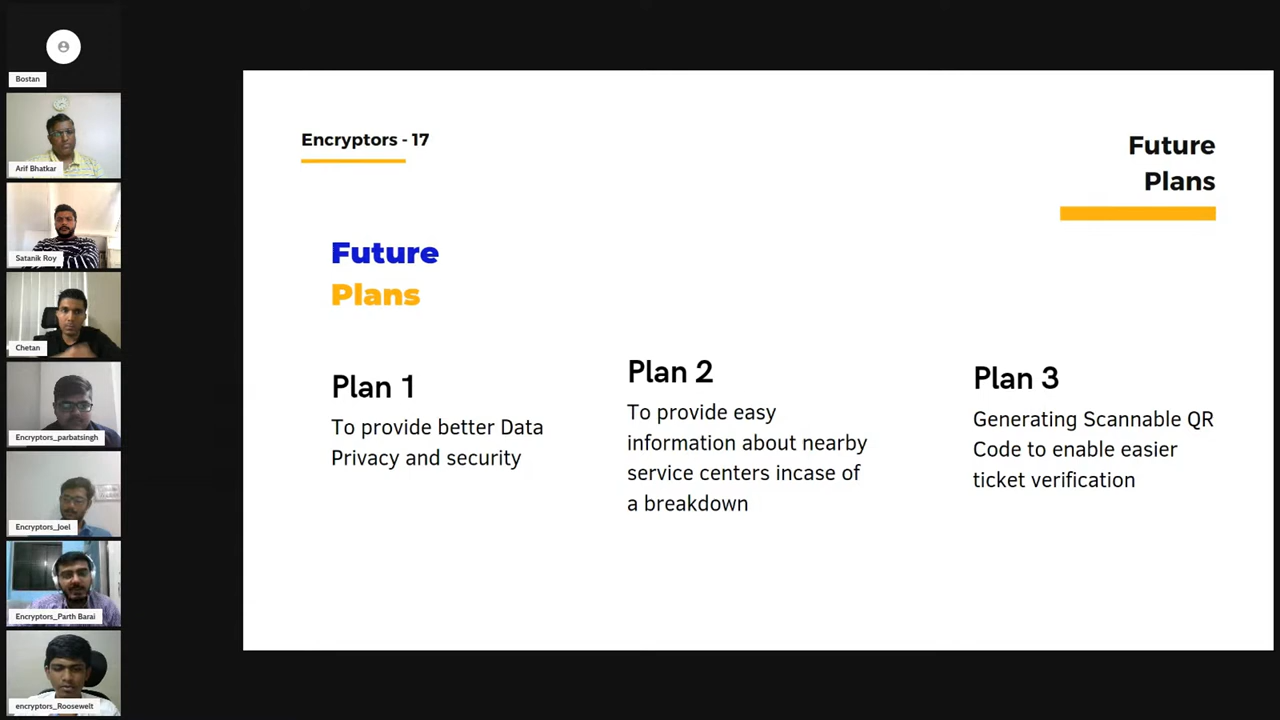 Bostan
Arif Bhatkar
Satanik Roy
Chetan
Encryptors_parbatsingh
Encryptors_Joel
Encryptors_Parth Barai
encryptors_Roosewelt
Encryptors - 17
Future
Plans
Future
Plans
Plan 1
To provide better Data
Privacy and security
Plan 2
To provide easy
information about nearby
service centers incase of
a breakdown
Plan 3
Generating Scannable QR
Code to enable easier
ticket verification